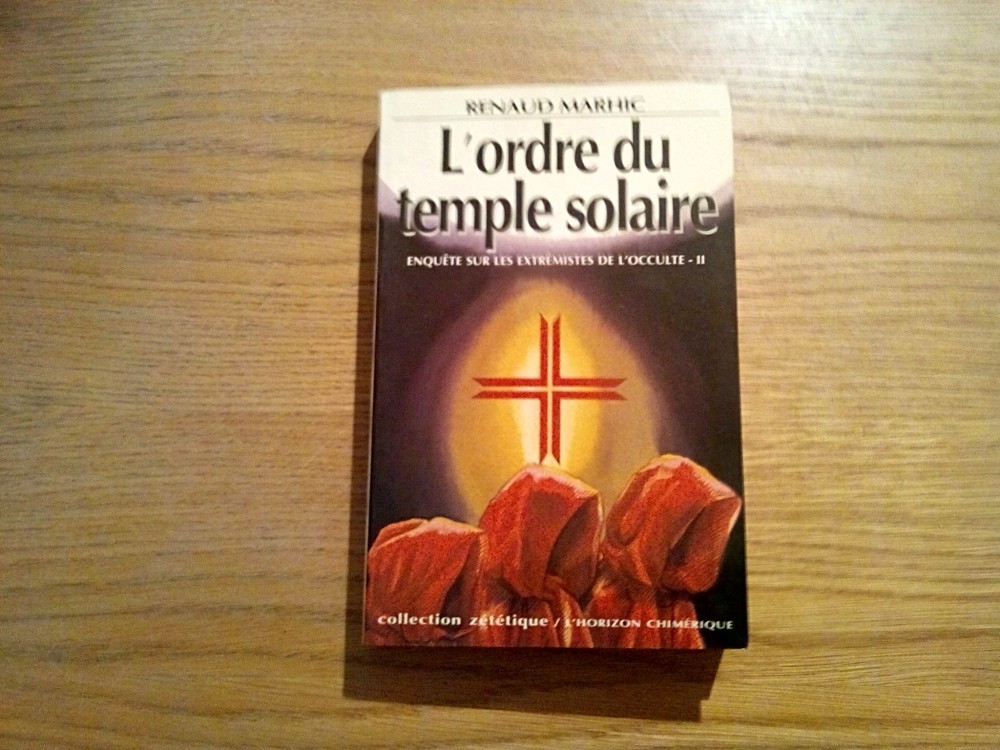 RENAUD MARHIC
L'ordre du
temple solaire
ENQUÊTE SUR LES EXTRÉMISTES DE L'OCCULTE - II
collection zététique / L'HORIZON CHIMÉRIQUE